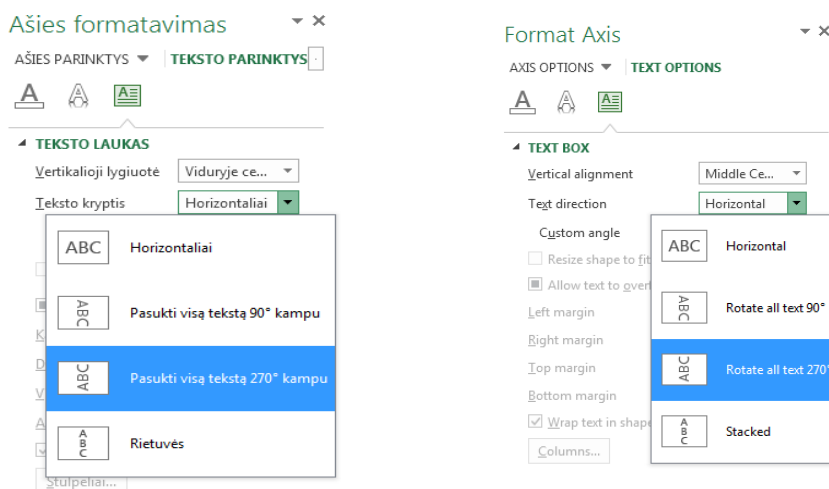 Ašies formatavimas
AŠIES PARINKTYS
TEKSTO PARINKTYS
TEKSTO LAUKAS
Vertikalioji lygiuotė
Viduryje ce...
Teksto kryptis
Horizontaliai
ABC Horizontaliai
ABC Pasukti visą tekstą 90° kampu
ABC Pasukti visą tekstą 270° kampu
ABC Rietuvės
Stulpeliai...
Format Axis
AXIS OPTIONS
TEXT OPTIONS
TEXT BOX
Vertical alignment
Middle Ce...
Text direction
Horizontal
Custom angle
Resize shape to fit
Allow text to over
Left margin
Right margin
Top margin
Bottom margin
Wrap text in shape
Columns...
ABC Horizontal
ABC Rotate all text 90°
ABC Rotate all text 270°
ABC Stacked